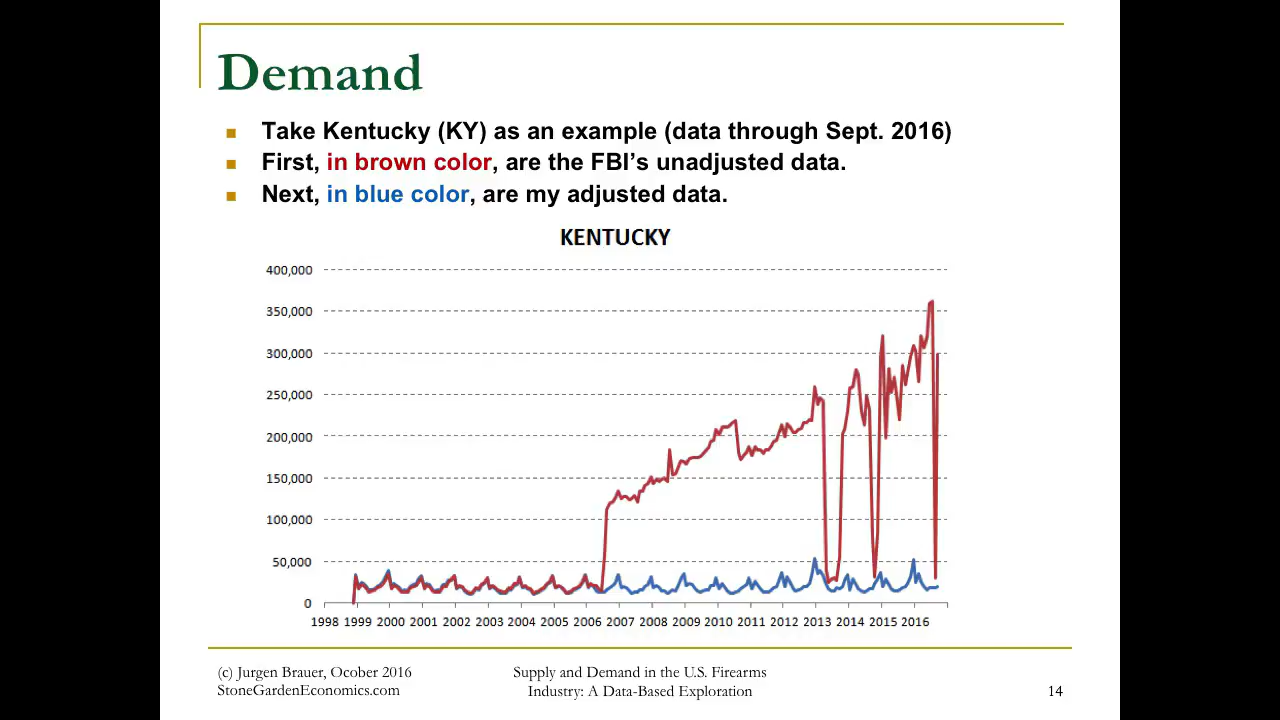 Demand
Take Kentucky (KY) as an example (data through Sept. 2016)
First, in brown color, are the FBI’s unadjusted data.
Next, in blue color, are my adjusted data.
KENTUCKY
400,000
350,000
300,000
250,000
200,000
150,000
100,000
50,000
0
1998 1999 2000 2001 2002 2003 2004 2005 2006 2007 2008 2009 2010 2011 2012 2013 2014 2015 2016
(c) Jurgen Brauer, Ocober 2016
StoneGardenEconomics.com
Supply and Demand in the U.S. Firearms
Industry: A Data-Based Exploration
14